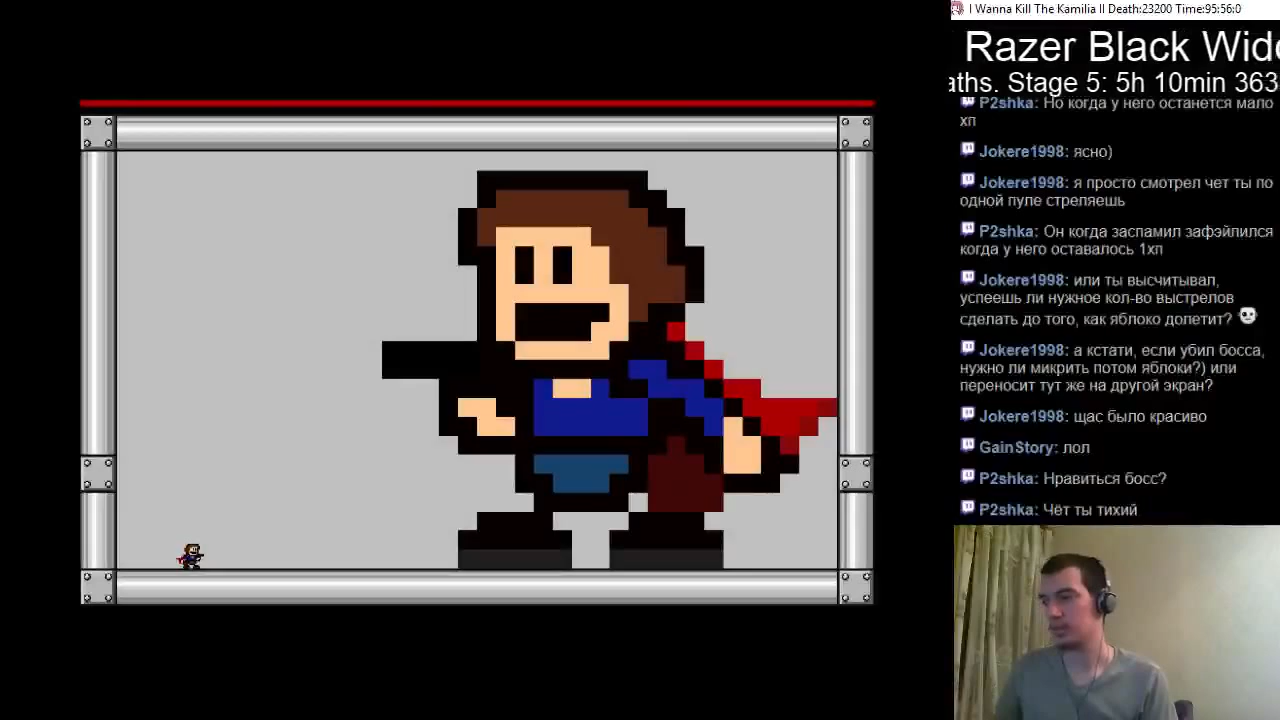 I Wanna Kill The Kamilia II Death:23200 Time:95:56:0
Razer Black Wide
aths. Stage 5: 5h 10min 363
P2shka: Но когда у него останется мало
хп
Jokere1998: ясно)
Jokere1998: я просто смотрел чет ты по
одной пуле стреляешь
P2shka: Он когда заспамил зафэйлился
когда у него оставалось 1хп
Jokere1998: или ты высчитывал,
успеешь ли нужное кол-во выстрелов
сделать до того, как яблоко долетит?
Jokere1998: а кстати, если убил босса,
нужно ли микрить потом яблоки?) или
переносит тут же на другой экран?
Jokere1998: щас было красиво
GainStory: лол
P2shka: Нравиться босс?
P2shka: Чёт ты тихий